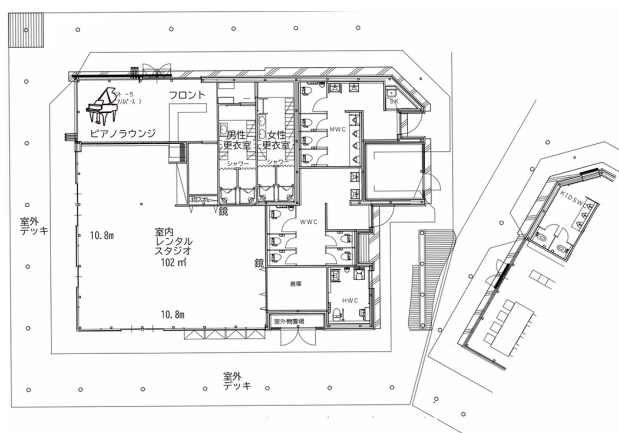 フロント
ピアノラウンジ
男性
更衣室
シャワー
女性
更衣室
シャワー
MWC
SK
KIDSW
室外
デッキ
10.8m
室内
レンタル
スタジオ
102㎡
鏡
鏡
WWC
倉庫
HWC
10.8m
室外
デッキ